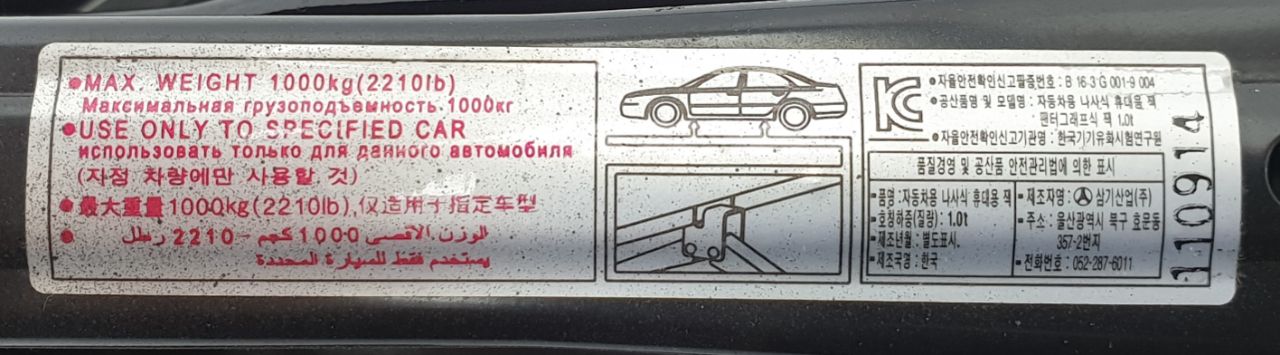 •MAX. WEIGHT 1000kg(2210lb)
Максимальная грузоподъемность 1000кг
•USE ONLY TO SPECIFIED CAR
использовать только для данного автомобиля
(지정 차량에만 사용할 것)
•最大重量1000kg(2210lb),仅适用于指定车型
• الوزن الأقصى 1000 كجم -2210 رطل
يستخدم فقط للسيارة المحددة
KC
•자율안전확인신고필증번호 : B 16-3 G 001-9 004
•공산품명 및 모델명 : 자동차용 나사식 휴대용 잭
팬터그래프식 잭 1.0t
•자율안전확인신고기관명 : 한국기기유화시험연구원
품질경영 및 공산품 안전관리법에 의한 표시
•품명 : 자동차용 나사식 휴대용 잭
•호칭하중(질량) : 1.0t
•제조년월 : 별도표시.
•제조국명 : 한국
•제조자명 : 삼기산업(주)
•주소 : 울산광역시 북구 효문동
357-2번지
•전화번호 : 052-287-6011
110914